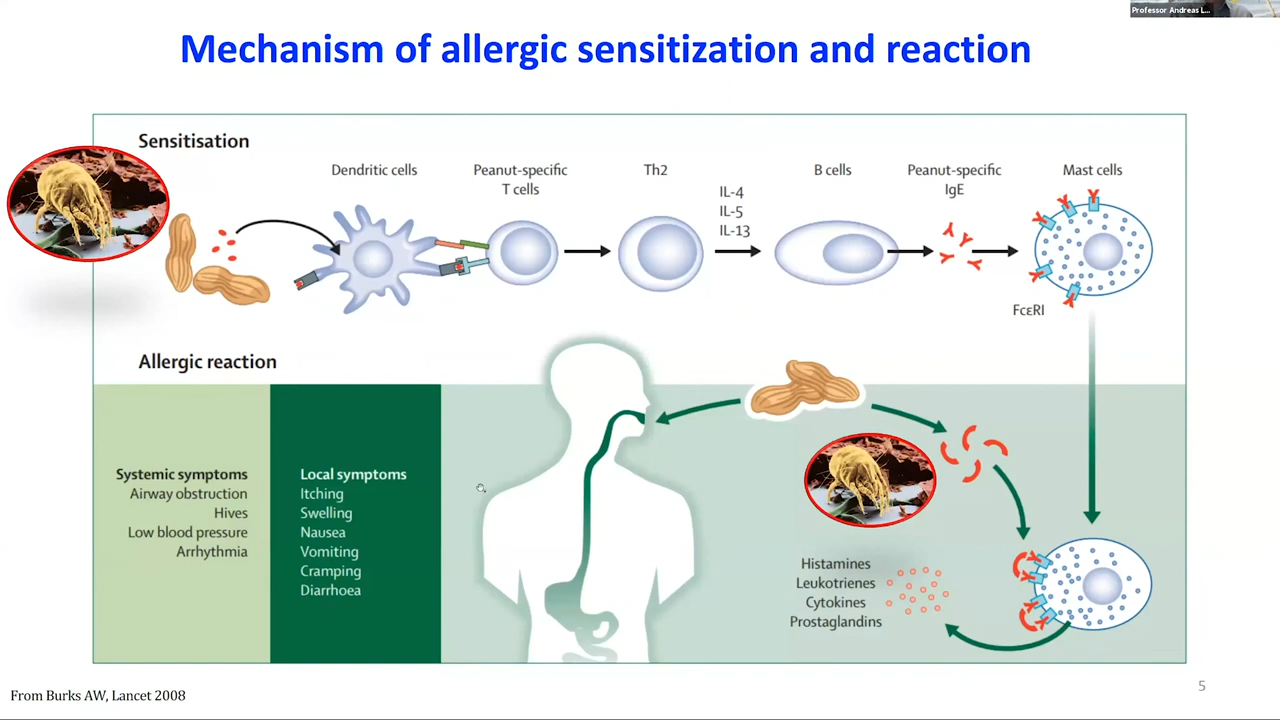 Professor Andreas L...
Mechanism of allergic sensitization and reaction
Sensitisation
Dendritic cells
Peanut-specific
T cells
Th2
IL-4
IL-5
IL-13
B cells
Peanut-specific
IgE
Mast cells
FcεRI
Allergic reaction
Systemic symptoms
Airway obstruction
Hives
Low blood pressure
Arrhythmia
Local symptoms
Itching
Swelling
Nausea
Vomiting
Cramping
Diarrhoea
Histamines
Leukotrienes
Cytokines
Prostaglandins
From Burks AW, Lancet 2008
5